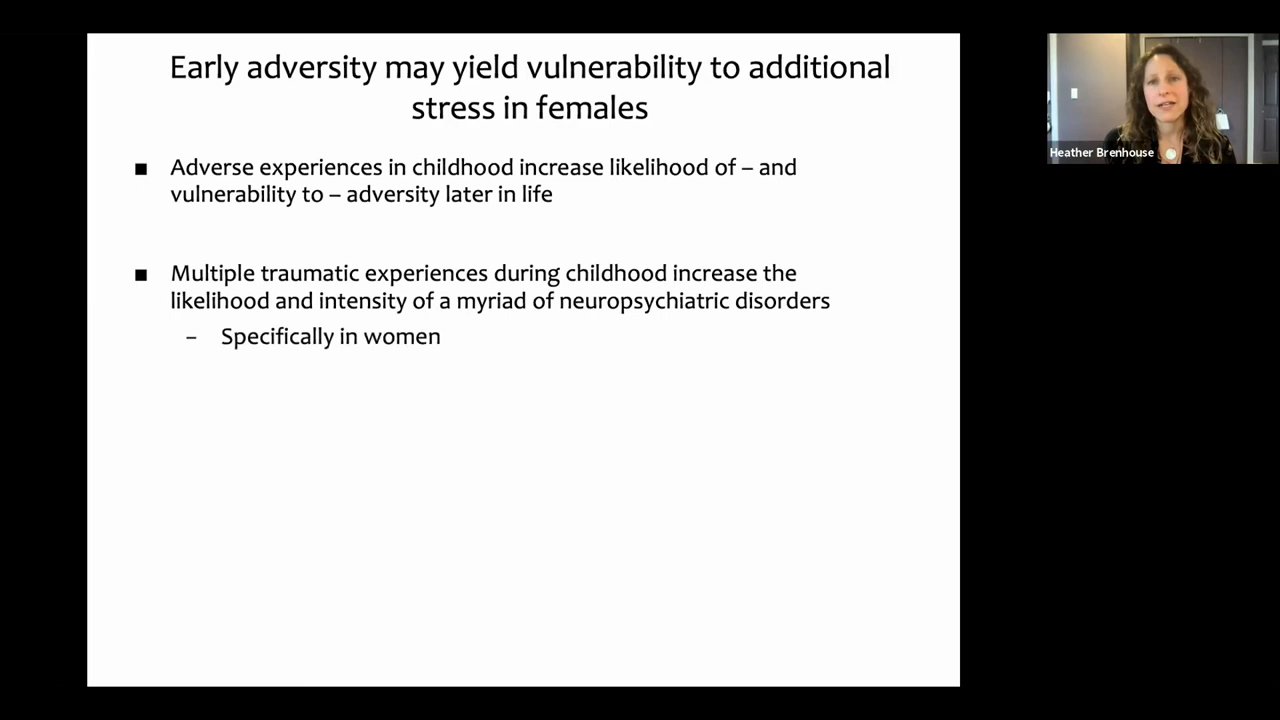 Early adversity may yield vulnerability to additional
stress in females
■ Adverse experiences in childhood increase likelihood of – and
vulnerability to – adversity later in life
■ Multiple traumatic experiences during childhood increase the
likelihood and intensity of a myriad of neuropsychiatric disorders
– Specifically in women
Heather Brenhouse